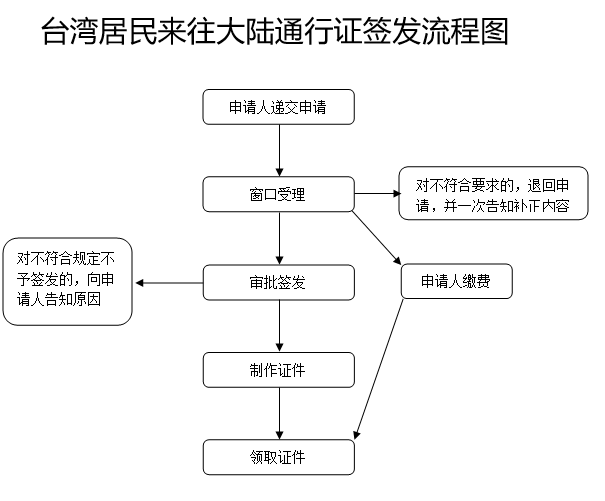 台湾居民来往大陆通行证签发流程图
申请人递交申请
窗口受理
对不符合要求的，退回申
请，并一次告知补正内容
对不符合规定不
予签发的，向申
请人告知原因
审批签发
申请人缴费
制作证件
领取证件